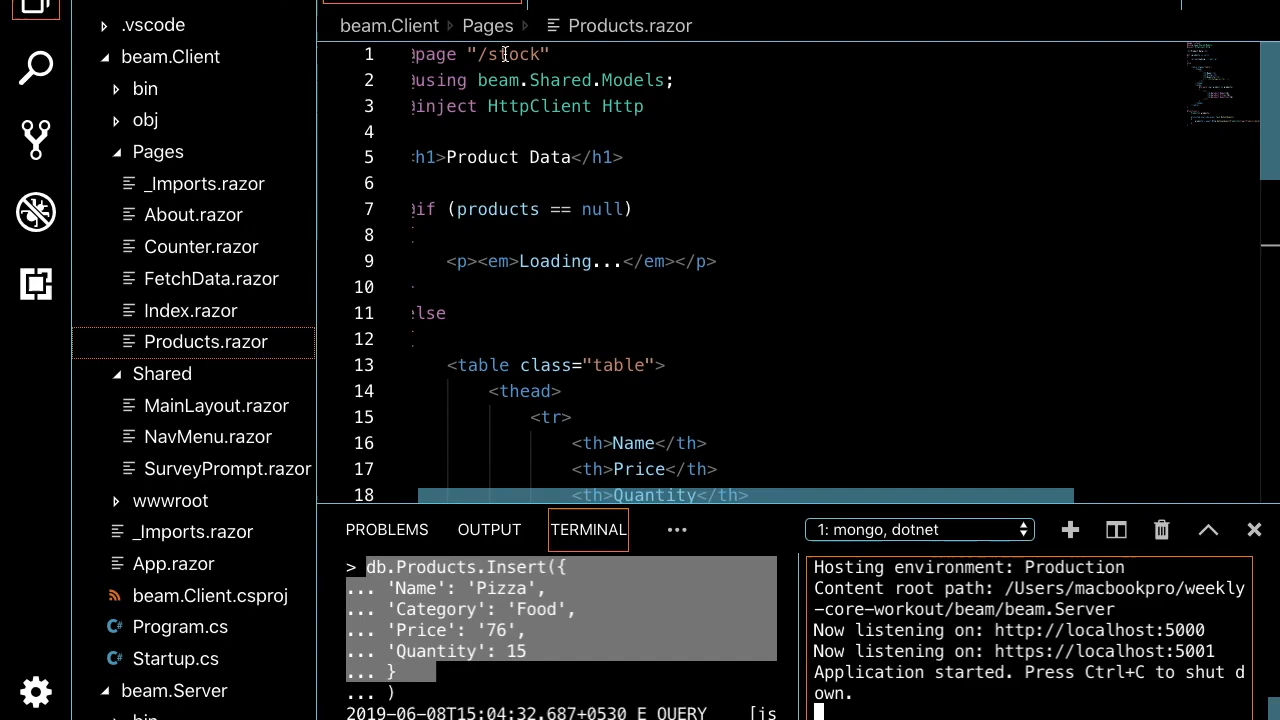 .vscode
beam.Client
bin
obj
Pages
_Imports.razor
About.razor
Counter.razor
FetchData.razor
Index.razor
Products.razor
Shared
MainLayout.razor
NavMenu.razor
SurveyPrompt.razor
wwwroot
_Imports.razor
App.razor
beam.Client.csproj
C# Program.cs
C# Startup.cs
beam.Server
beam.Client Pages Products.razor
1 @page "/stock"
2 @using beam.Shared.Models;
3 @inject HttpClient Http
4
5 <h1>Product Data</h1>
6
7 @if (products == null)
8
9 <p><em>Loading...</em></p>
10
11 else
12
13 <table class="table">
14 <thead>
15 <tr>
16 <th>Name</th>
17 <th>Price</th>
18 <th>Quantity</th>
PROBLEMS OUTPUT TERMINAL ••• 1: mongo, dotnet
> db.Products.Insert({
... 'Name': 'Pizza',
... 'Category': 'Food',
... 'Price': '76',
... 'Quantity': 15
... }
... )
2019-06-08T15:04:32.687+0530 E QUERY [js
Hosting environment: Production
Content root path: /Users/macbookpro/weekly
-core-workout/beam/beam.Server
Now listening on: http://localhost:5000
Now listening on: https://localhost:5001
Application started. Press Ctrl+C to shut d
own.